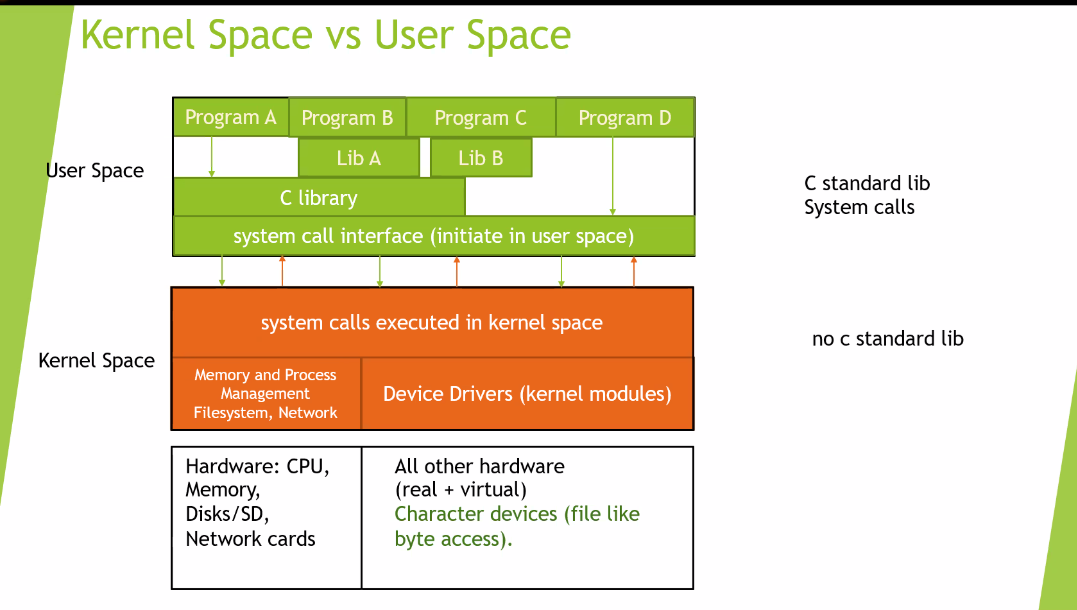 Kernel Space vs User Space
Program A
Program B
Program C
Program D
Lib A
Lib B
User Space
C library
system call interface (initiate in user space)
C standard lib
System calls
system calls executed in kernel space
no c standard lib
Kernel Space
Memory and Process
Management
Filesystem, Network
Device Drivers (kernel modules)
Hardware: CPU,
Memory,
Disks/SD,
Network cards
All other hardware
(real + virtual)
Character devices (file like
byte access).